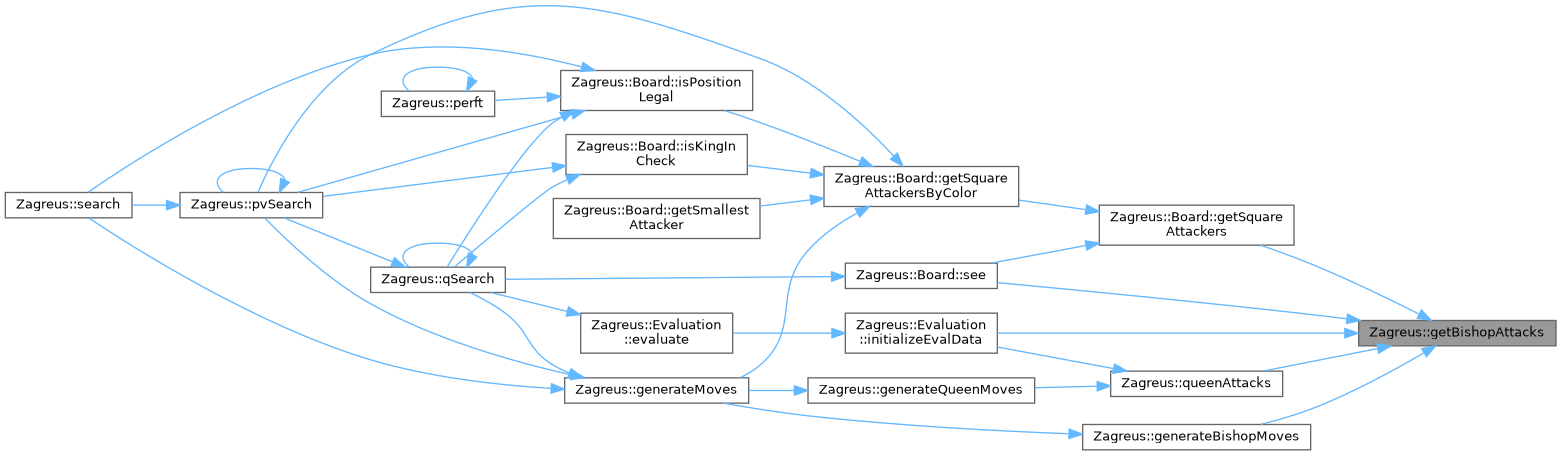 Zagreus::Board::isPosition
Legal
Zagreus::perft
Zagreus::Board::isKingIn
Check
Zagreus::Board::getSquare
AttackersByColor
Zagreus::search
Zagreus::pvSearch
Zagreus::Board::getSmallest
Attacker
Zagreus::Board::getSquare
Attackers
Zagreus::qSearch
Zagreus::Board::see
Zagreus::Evaluation
::evaluate
Zagreus::Evaluation
::initializeEvalData
Zagreus::getBishopAttacks
Zagreus::generateMoves
Zagreus::generateQueenMoves
Zagreus::queenAttacks
Zagreus::generateBishopMoves